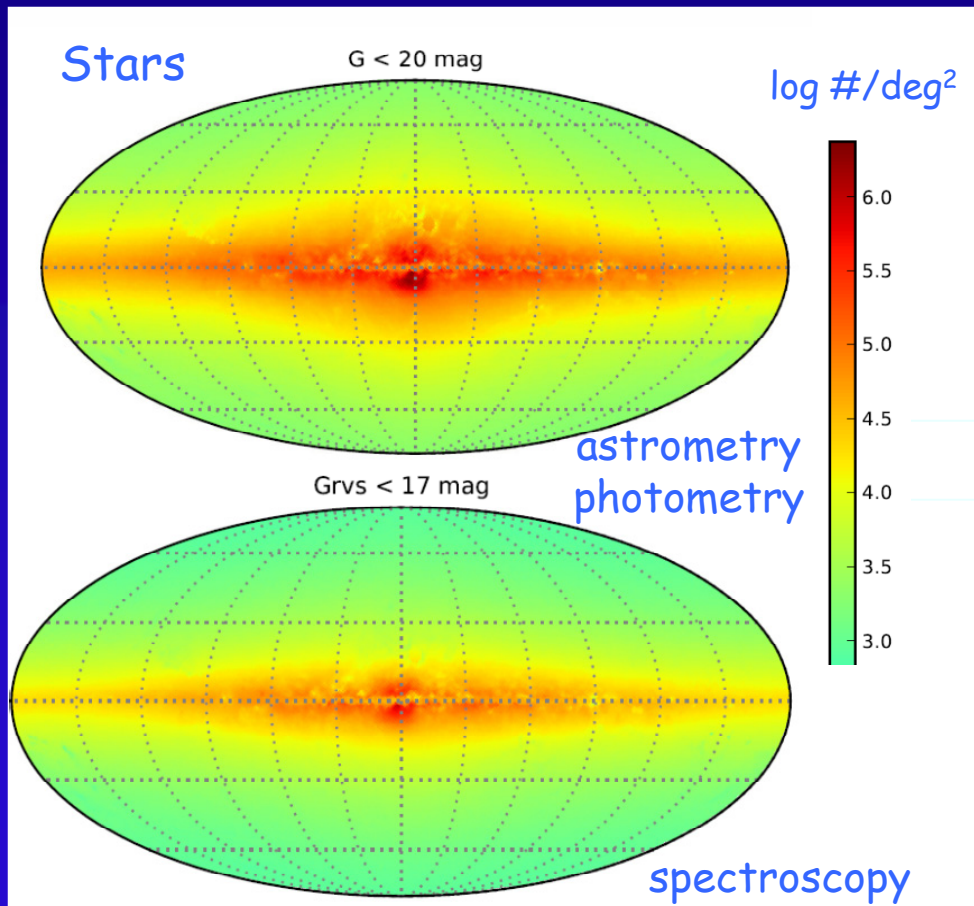 Stars
G < 20 mag
log #/deg²
6.0
5.5
5.0
4.5
4.0
3.5
3.0
astrometry
photometry
Grvs < 17 mag
spectroscopy